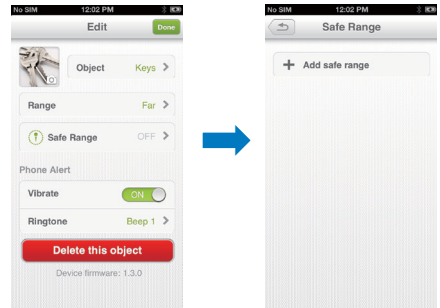 No SIM 12:02 PM
Edit Done
Object Keys
Range Far
Safe Range OFF
Phone Alert
Vibrate ON
Ringtone Beep 1
Delete this object
Device firmware: 1.3.0
No SIM 12:02 PM
Safe Range
Add safe range